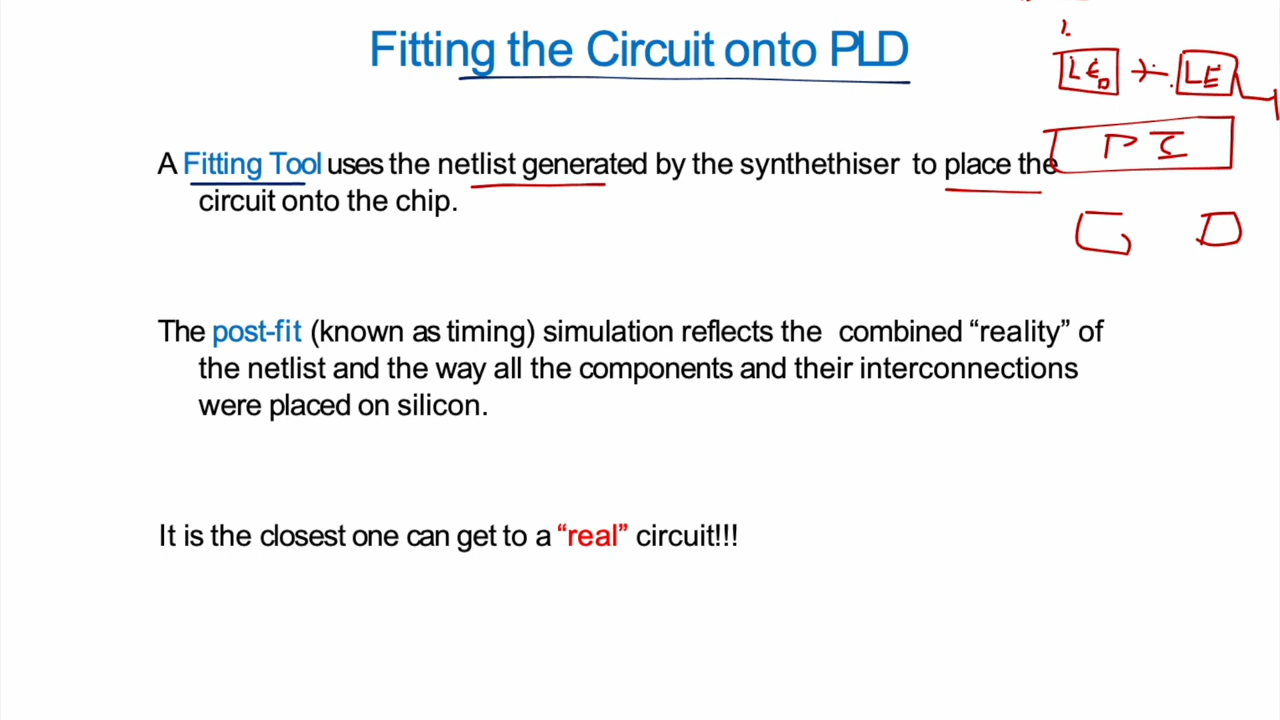 Fitting the Circuit onto PLD
1.
LE LE
PI
A Fitting Tool uses the netlist generated by the synthethiser to place the
circuit onto the chip.
The post-fit (known as timing) simulation reflects the combined “reality” of
the netlist and the way all the components and their interconnections
were placed on silicon.
It is the closest one can get to a “real” circuit!!!